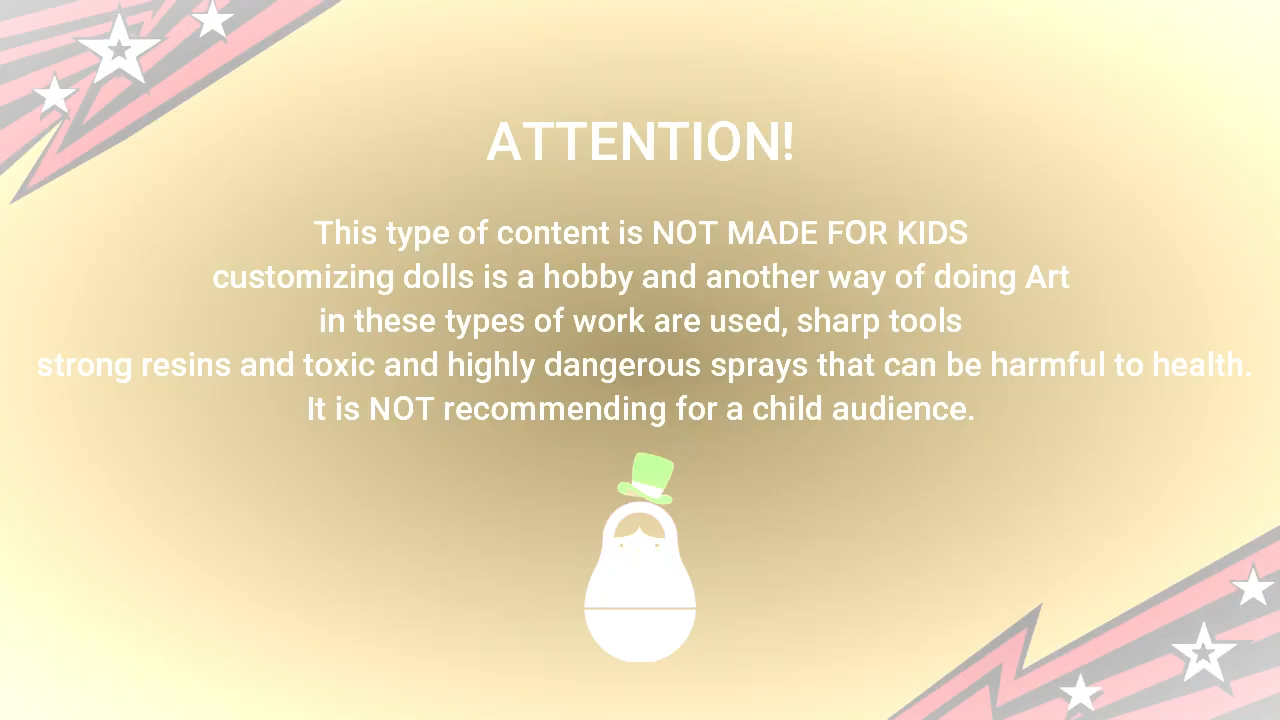 ATTENTION!
This type of content is NOT MADE FOR KIDS
customizing dolls is a hobby and another way of doing Art
in these types of work are used, sharp tools
strong resins and toxic and highly dangerous sprays that can be harmful to health.
It is NOT recommending for a child audience.